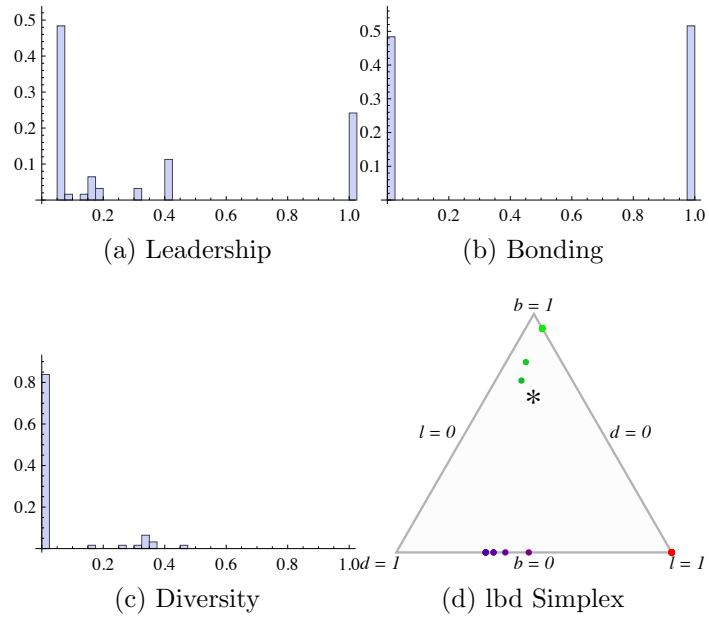 0.5
0.4
0.3
0.2
0.1
0.2 0.4 0.6 0.8 1.0
(a) Leadership
0.5
0.4
0.3
0.2
0.1
0.2 0.4 0.6 0.8 1.0
(b) Bonding
0.8
0.6
0.4
0.2
0.2 0.4 0.6 0.8 1.0
(c) Diversity
b = 1
*
l = 0 d = 0
d = 1 b = 0 l = 1
(d) lbd Simplex